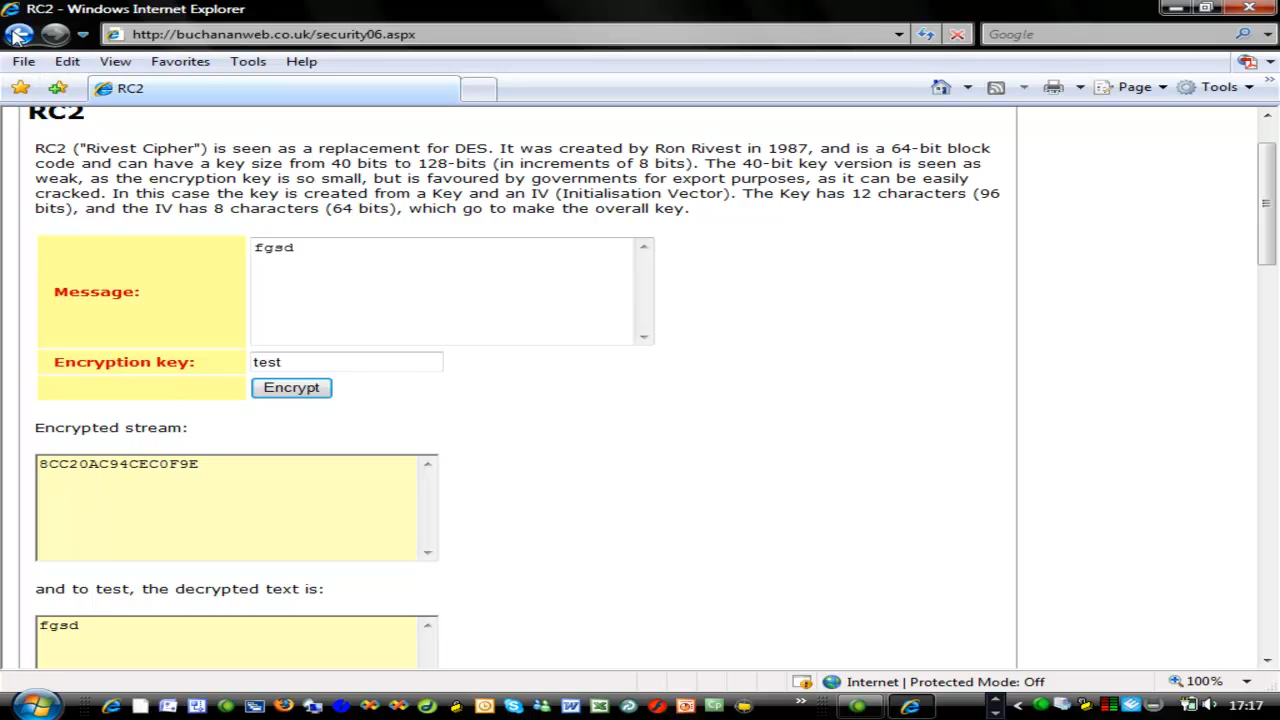 RC2 - Windows Internet Explorer
http://buchananweb.co.uk/security06.aspx
Google
File Edit View Favorites Tools Help
RC2
Page Tools
RC2
RC2 ("Rivest Cipher") is seen as a replacement for DES. It was created by Ron Rivest in 1987, and is a 64-bit block
code and can have a key size from 40 bits to 128-bits (in increments of 8 bits). The 40-bit key version is seen as
weak, as the encryption key is so small, but is favoured by governments for export purposes, as it can be easily
cracked. In this case the key is created from a Key and an IV (Initialisation Vector). The Key has 12 characters (96
bits), and the IV has 8 characters (64 bits), which go to make the overall key.
fgsd
Message:
Encryption key: test
Encrypt
Encrypted stream:
8CC20AC94CEC0F9E
and to test, the decrypted text is:
fgsd
Internet | Protected Mode: Off
100%
17:17